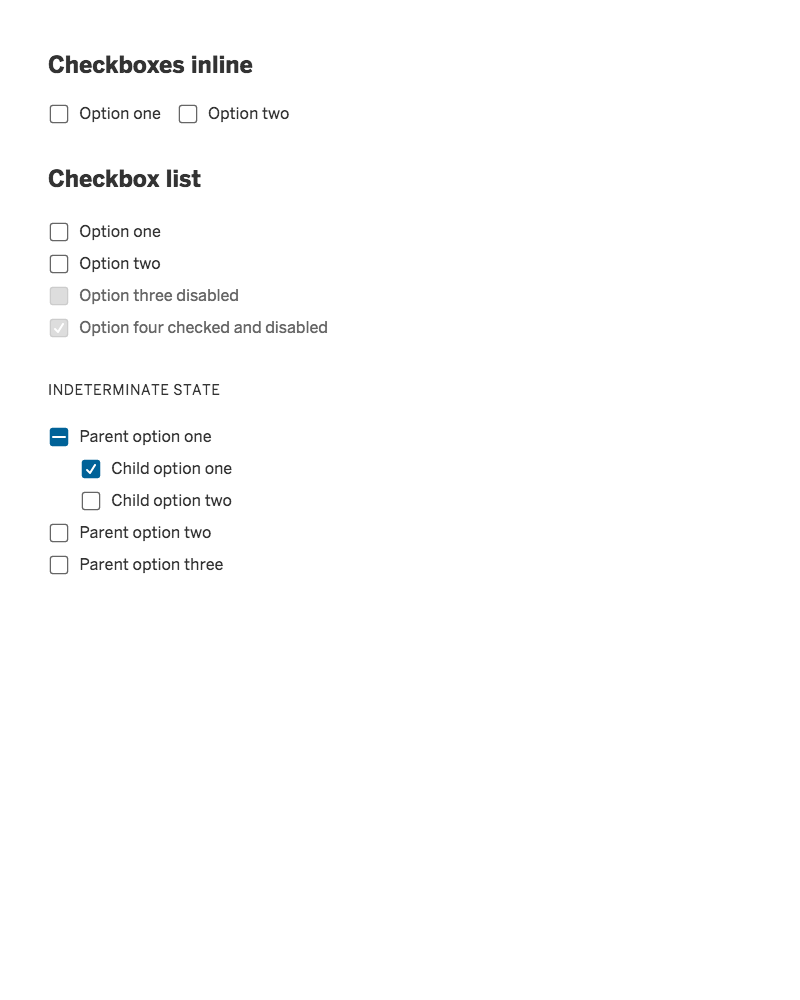 Checkboxes inline
Option one Option two
Checkbox list
Option one
Option two
Option three disabled
Option four checked and disabled
INDETERMINATE STATE
Parent option one
Child option one
Child option two
Parent option two
Parent option three